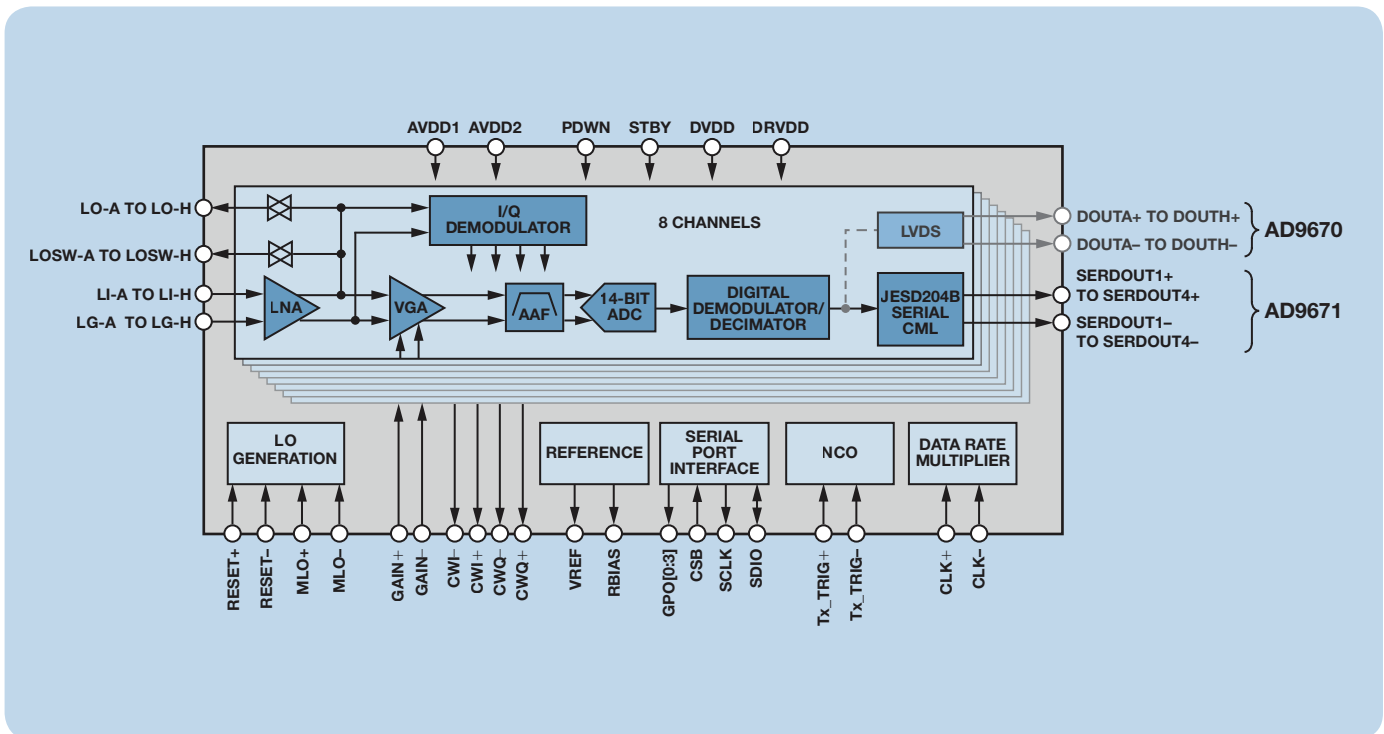 AVDD1 AVDD2 PDWN STBY DVDD DRVDD
LO-A TO LO-H
LOSW-A TO LOSW-H
LI-A TO LI-H
LG-A TO LG-H
I/Q
DEMODULATOR
8 CHANNELS
LNA
VGA
AAF
14-BIT
ADC
DIGITAL
DEMODULATOR/
DECIMATOR
LVDS
JESD204B
SERIAL
CML
DOUTA+ TO DOUTH+
DOUTA– TO DOUTH–
AD9670
SERDOUT1+
TO SERDOUT4+
SERDOUT1–
TO SERDOUT4–
AD9671
LO
GENERATION
REFERENCE
SERIAL
PORT
INTERFACE
NCO
DATA RATE
MULTIPLIER
RESET+
RESET–
MLO+
MLO–
GAIN+
GAIN–
CWI–
CWI+
CWQ–
CWQ+
VREF
RBIAS
GPO[0:3]
CSB
SCLK
SDIO
Tx_TRIG+
Tx_TRIG–
CLK+
CLK–